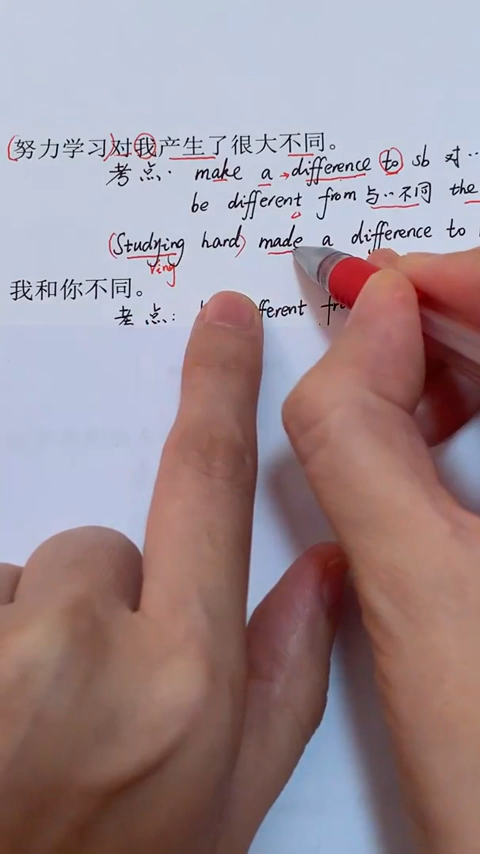 (努力学习)对我产生了很大不同。
考点: make a → difference to sb 对··
be different from 与··不同 the
(Studying hard) made a difference to
+ing
我和你不同。
考点: fferent